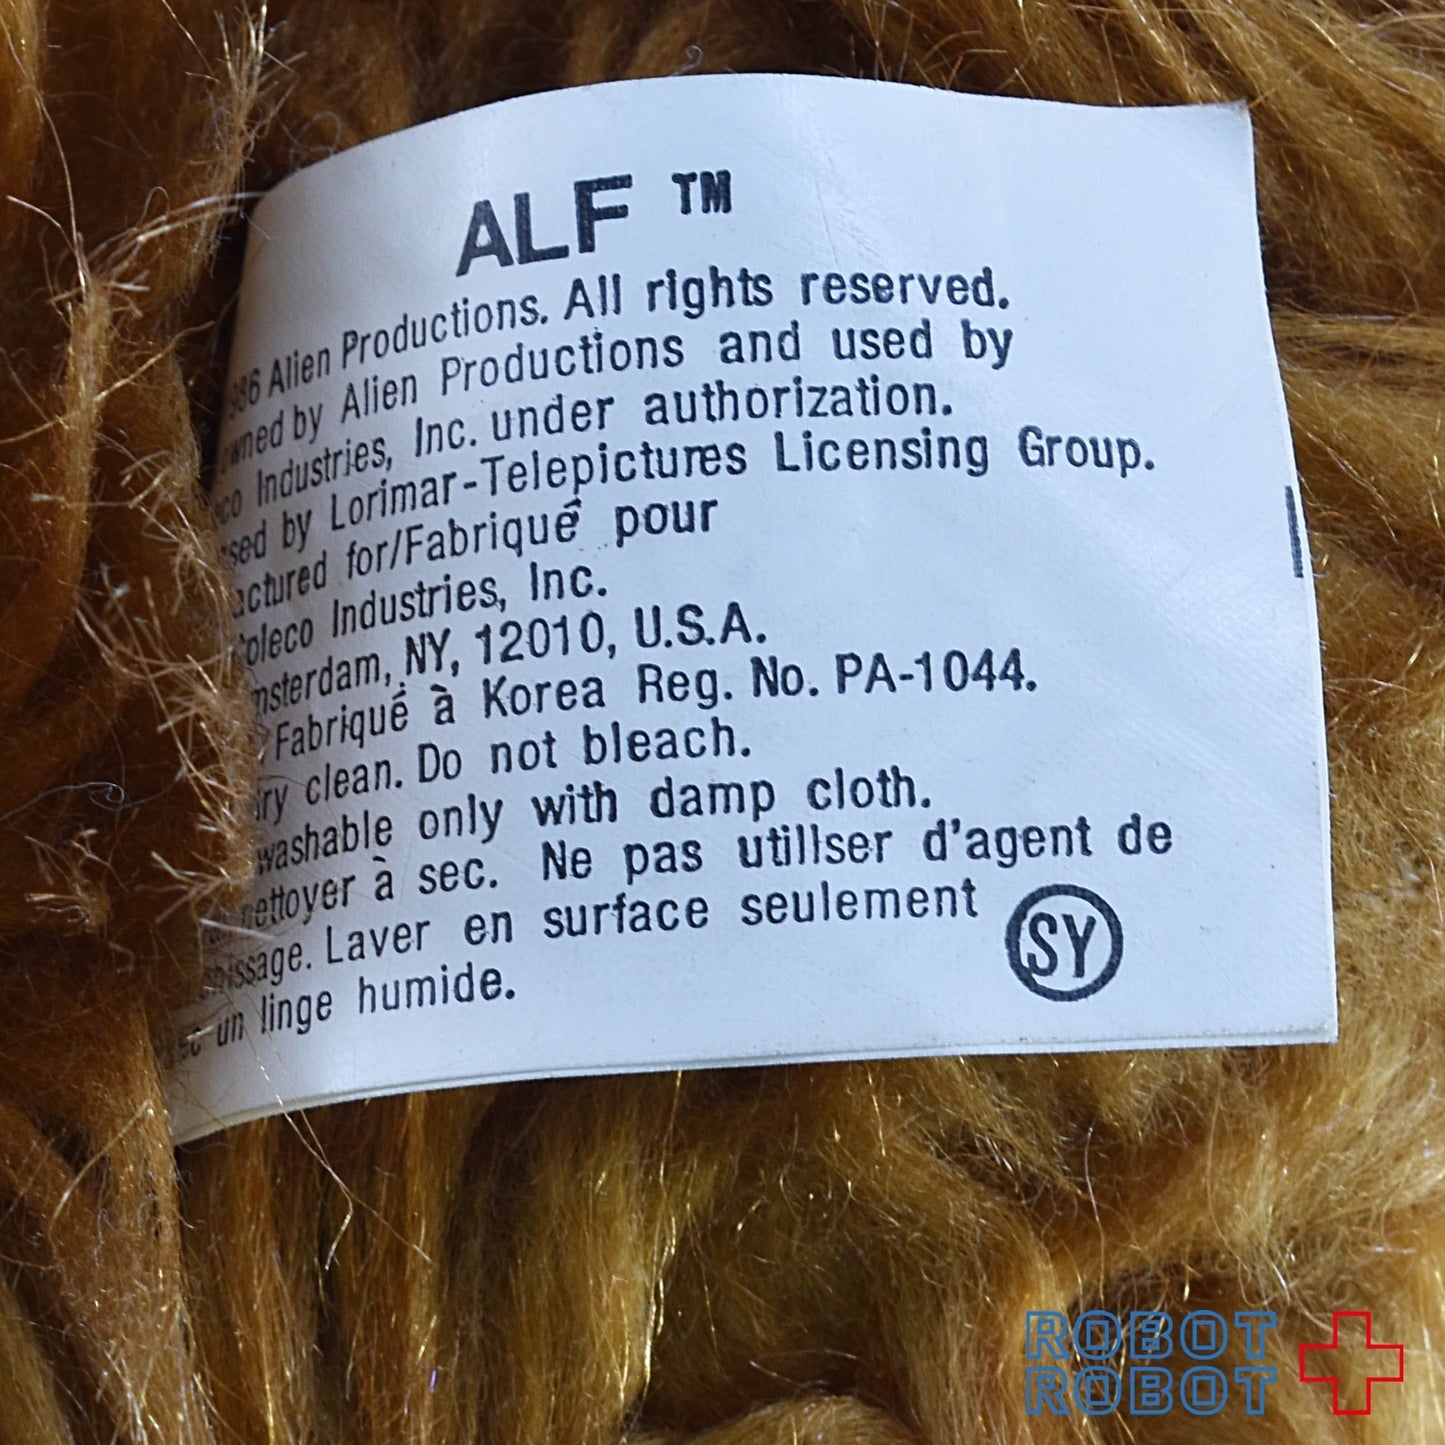 ALF ™
Alien Productions. All rights reserved.
by Alien Productions and used by
Industries, Inc. under authorization.
by Lorimar-Telepictures Licensing Group.
for/Fabriqué pour
Industries, Inc.
NY, 12010, U.S.A.
Fabriqué à Korea Reg. No. PA-1044.
clean. Do not bleach.
washable only with damp cloth.
à sec. Ne pas utiliser d'agent de
Laver en surface seulement
un linge humide.
SY
ROBOT
ROBOT